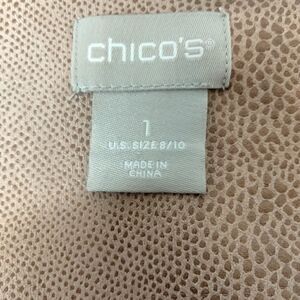 chico's®
1
U.S. SIZE 8/10
MADE IN
CHINA